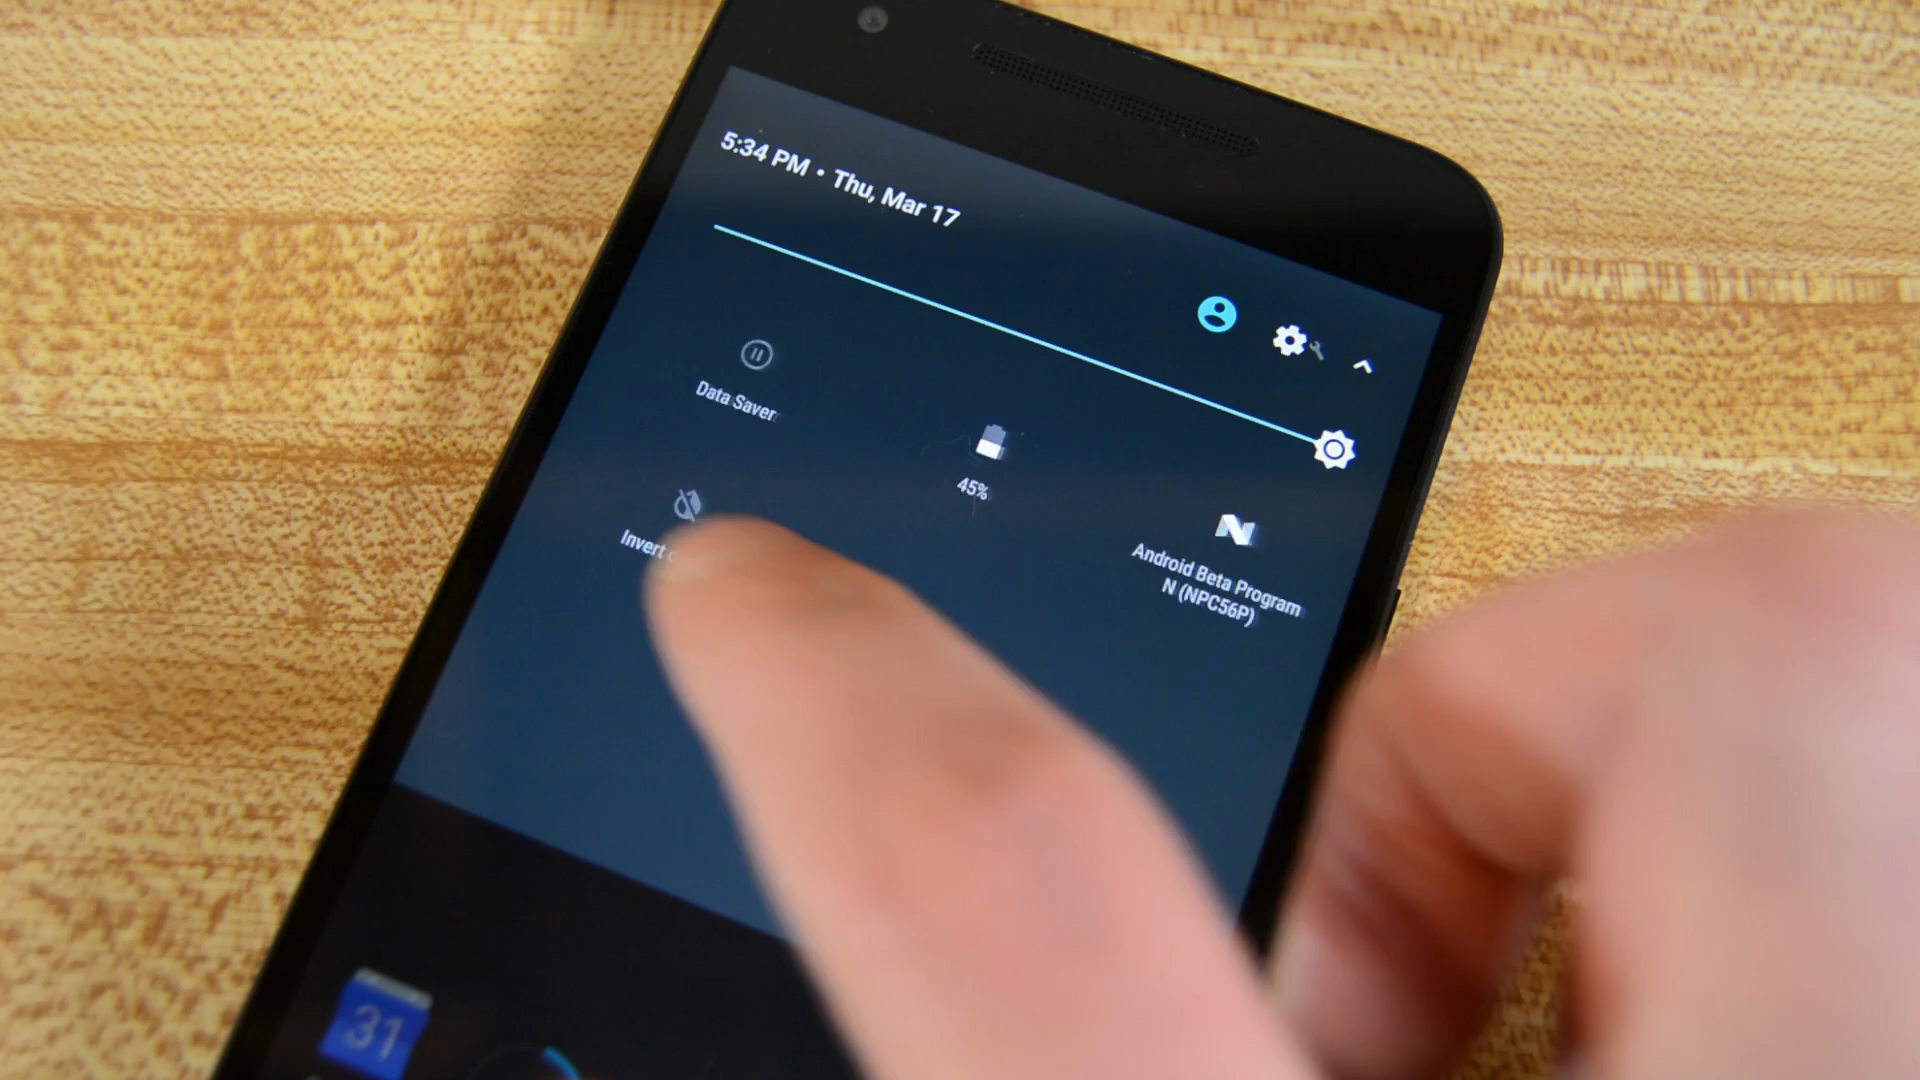 5:34 PM • Thu, Mar 17
Data Saver
45%
Invert
Android Beta Program
N (NPC56P)
31